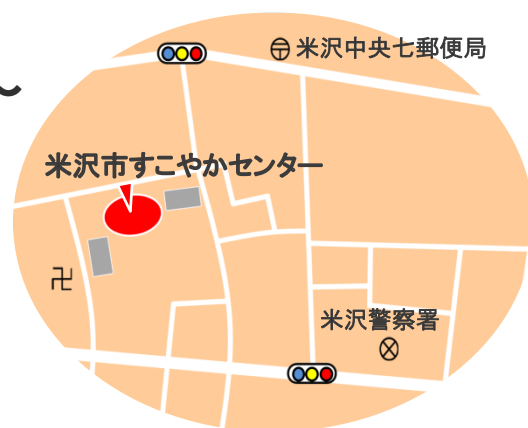 〒 米沢中央七郵便局
米沢市すこやかセンター
卍
米沢警察署